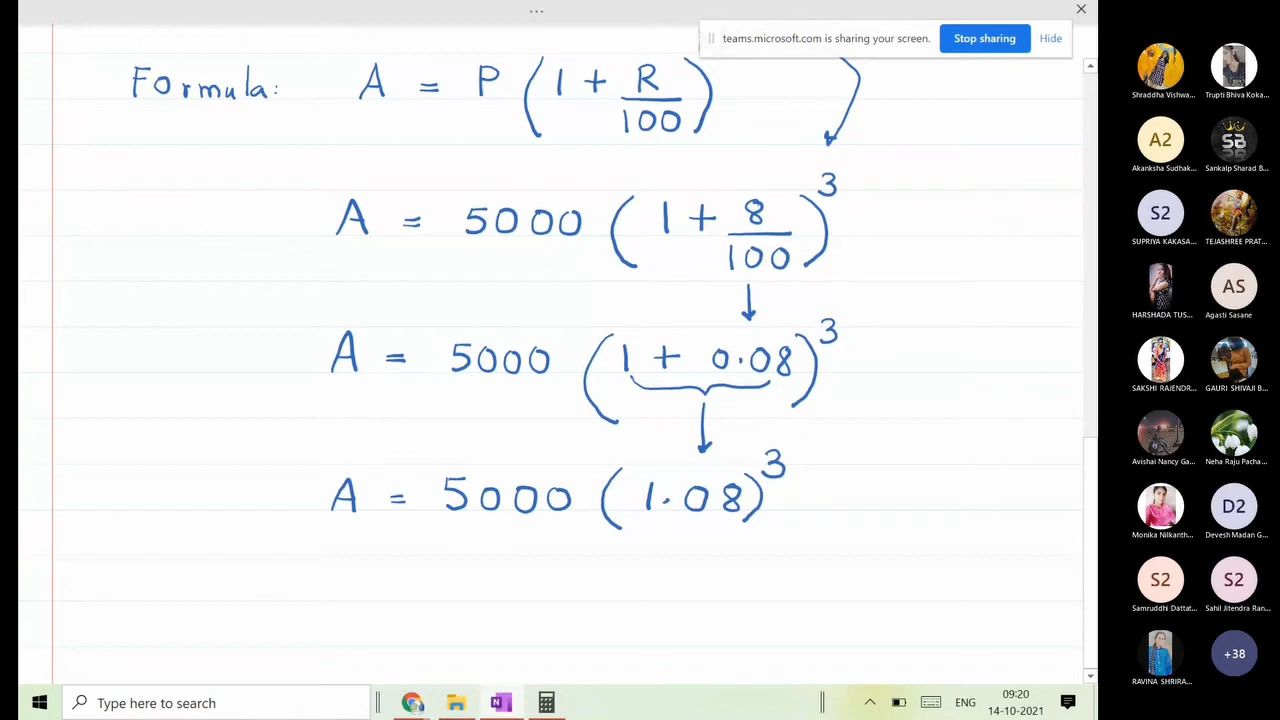 ...
teams.microsoft.com is sharing your screen. Stop sharing Hide
Formula: A = P (1 + R/100)
A = 5000 (1 + 8/100)^3
A = 5000 (1 + 0.08)^3
A = 5000 (1.08)^3
Shraddha Vishwa...
Trupti Bhiva Koka...
A2
Akanksha Sudhak...
SB
Sankalp Sharad B...
S2
SUPRIYA KAKASA...
TEJASHREE PRAT...
HARSHADA TUS...
AS
Agasti Sasane
SAKSHI RAJENDR...
GAURI SHIVAJI B...
Avishai Nancy Ga...
Neha Raju Pacha...
Monika Nilkanth...
D2
Devesh Madan G...
S2
Samruddhi Dattat...
S2
Sahil Jitendra Ran...
RAVINA SHRIRA...
+38
Type here to search
N
ENG
09:20
14-10-2021